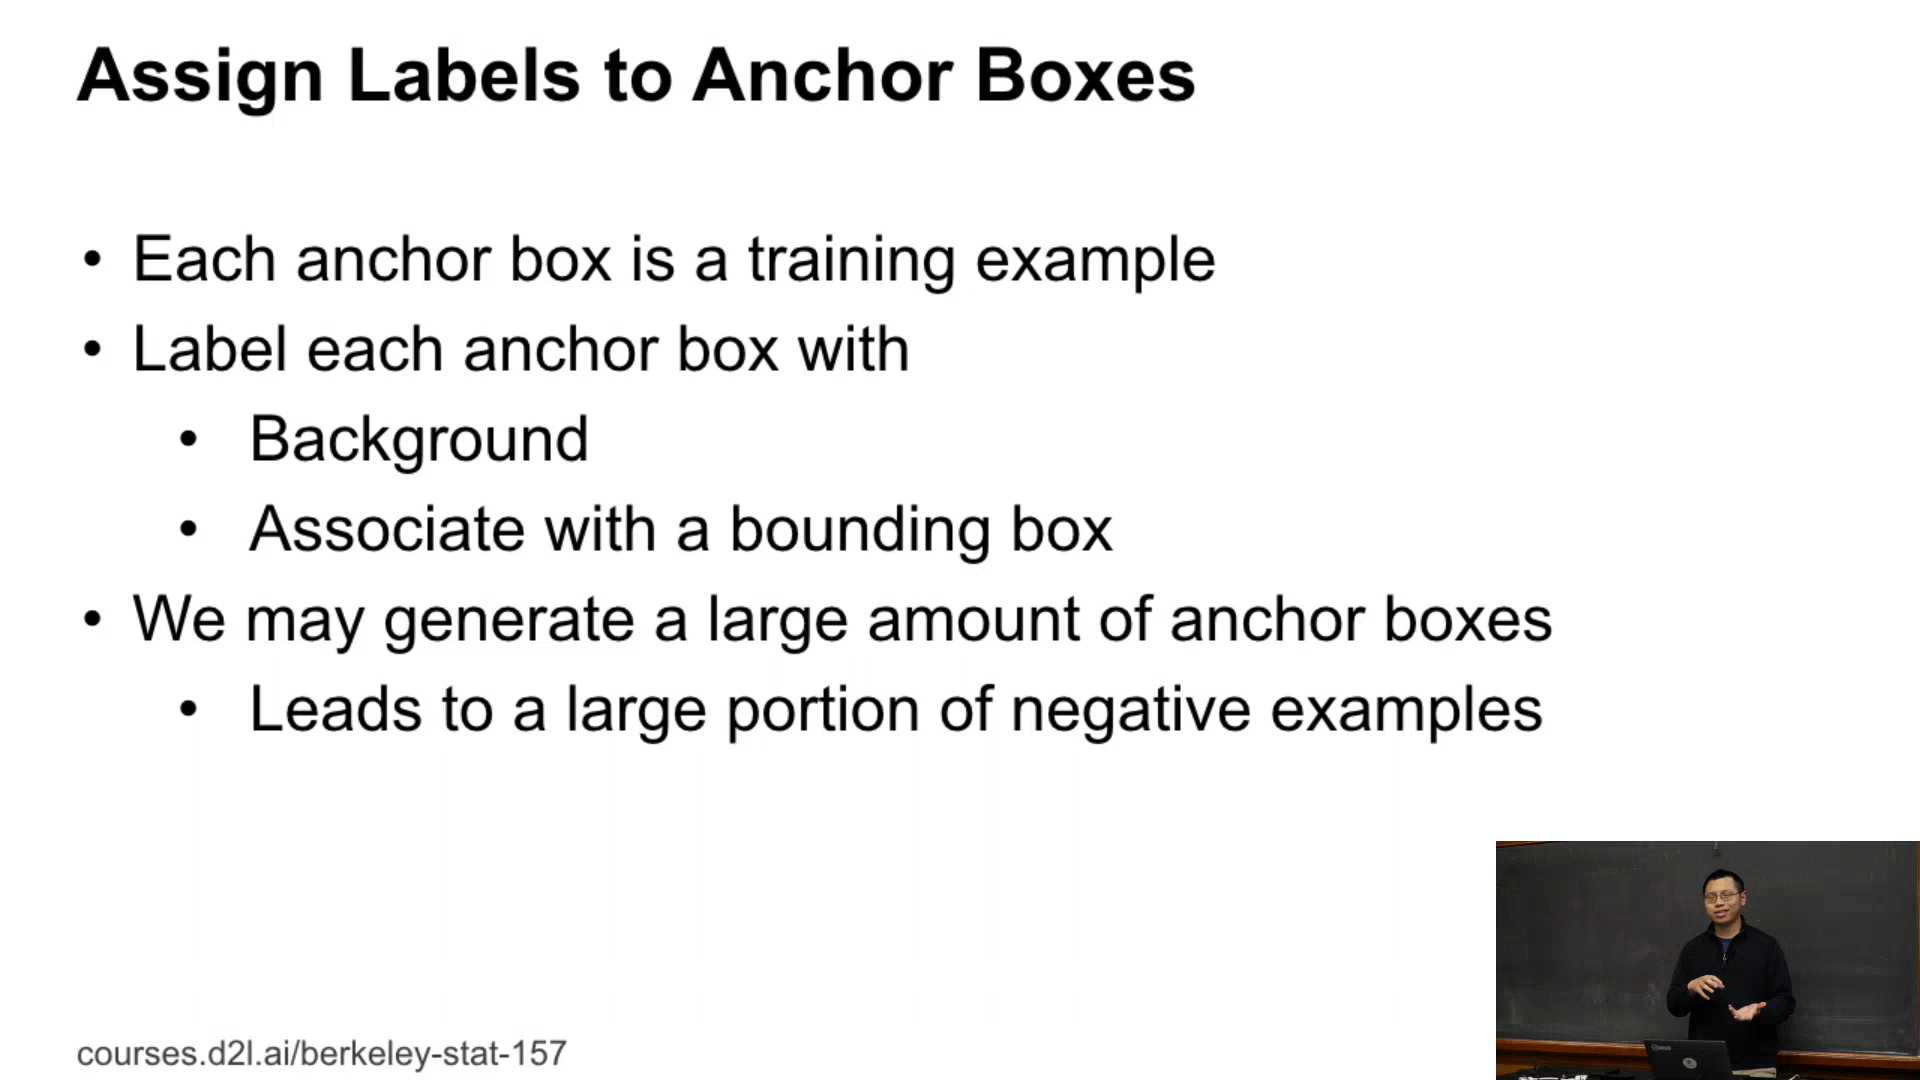 Assign Labels to Anchor Boxes
• Each anchor box is a training example
• Label each anchor box with
• Background
• Associate with a bounding box
• We may generate a large amount of anchor boxes
• Leads to a large portion of negative examples
courses.d2l.ai/berkeley-stat-157